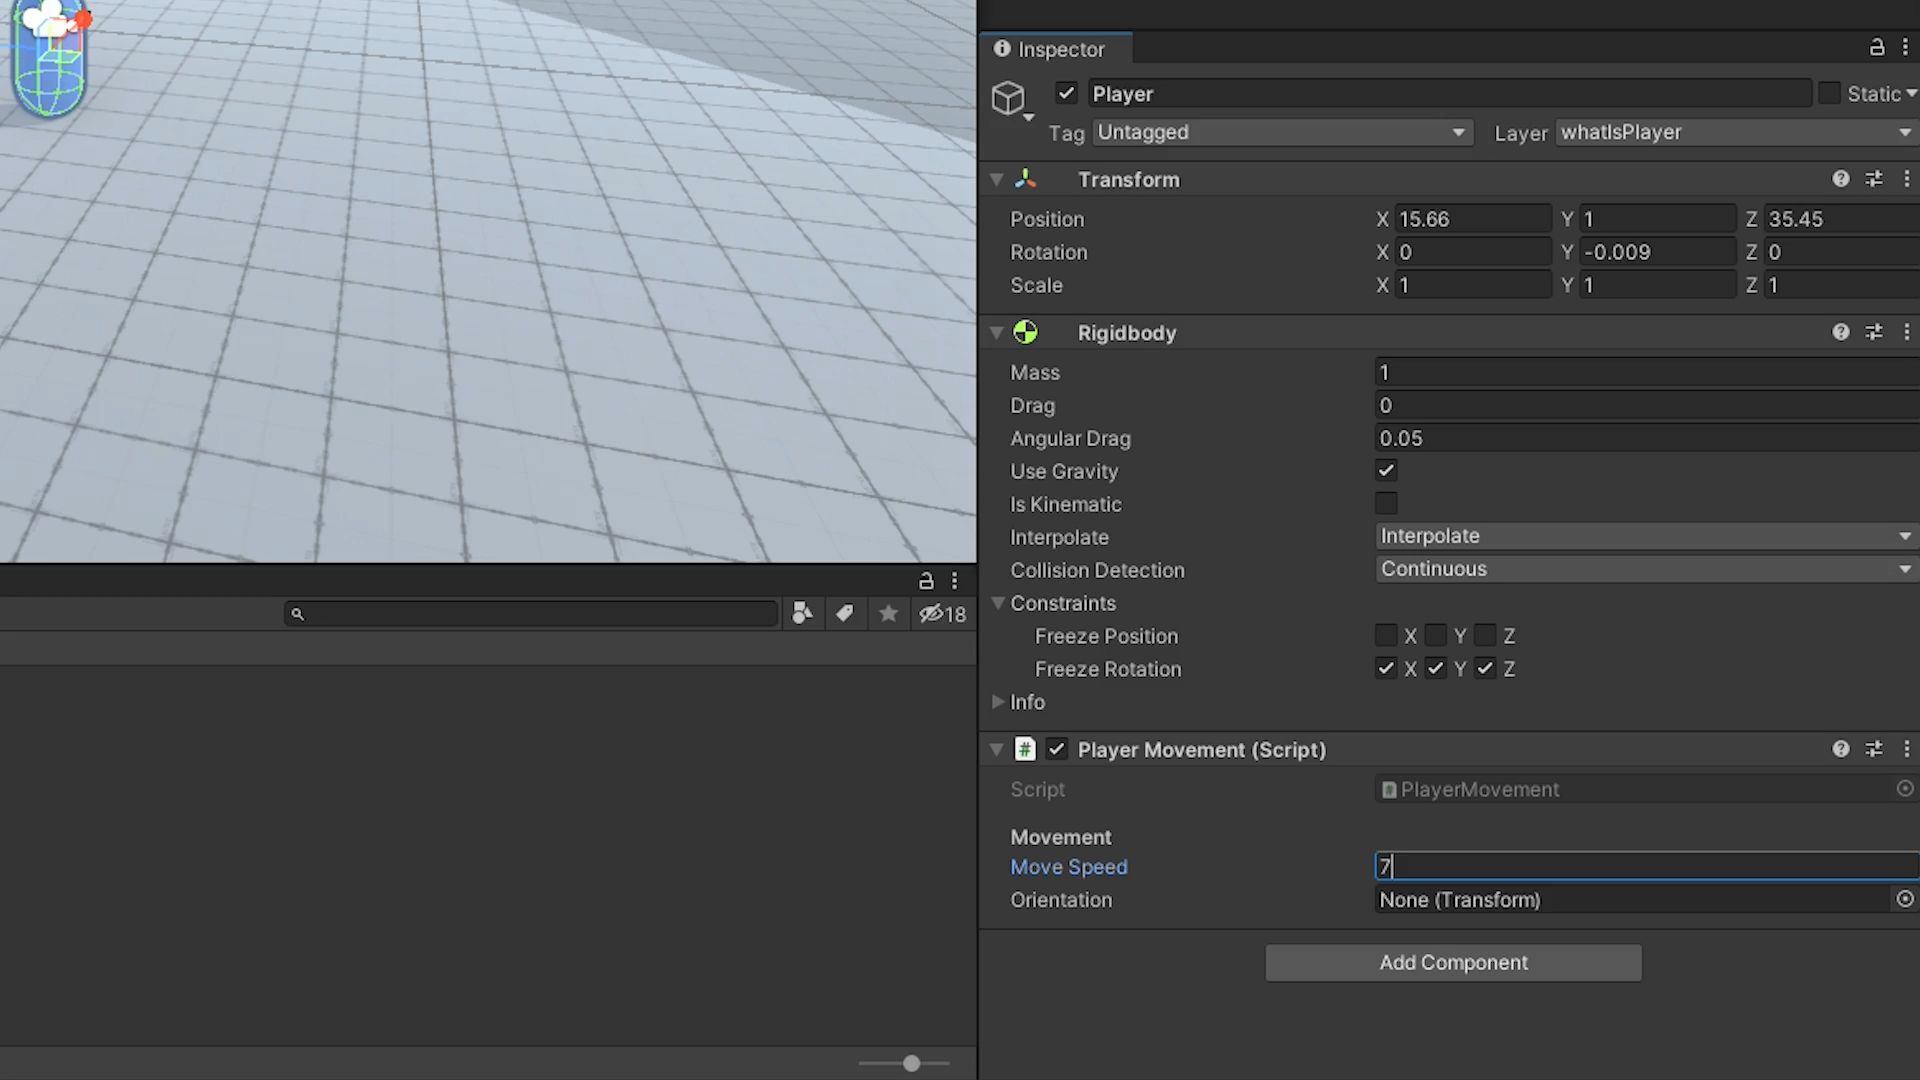 Inspector
Player Static
Tag Untagged Layer whatIsPlayer
Transform
Position X 15.66 Y 1 Z 35.45
Rotation X 0 Y -0.009 Z 0
Scale X 1 Y 1 Z 1
Rigidbody
Mass 1
Drag 0
Angular Drag 0.05
Use Gravity
Is Kinematic
Interpolate Interpolate
Collision Detection Continuous
Constraints
Freeze Position X Y Z
Freeze Rotation X Y Z
Info
Player Movement (Script)
Script PlayerMovement
Movement
Move Speed 7
Orientation None (Transform)
Add Component
18